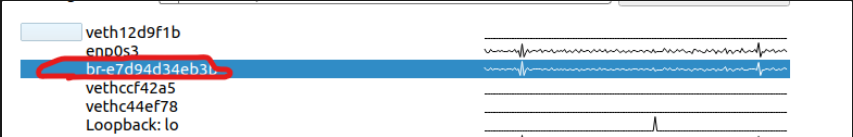 veth12d9f1b
enp0s3
br-e7d94d34eb3b
vethccf42a5
vethc44ef78
Loopback: lo